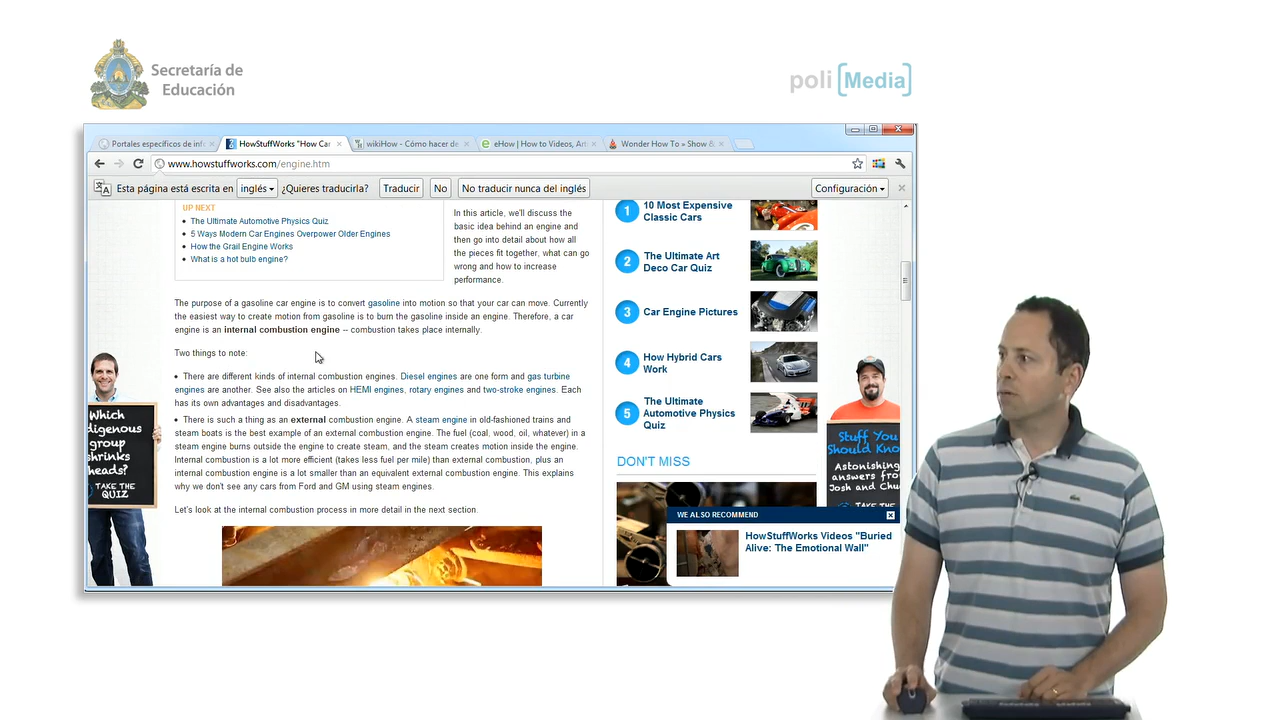 Secretaría de
Educación
poli [Media]
HowStuffWorks "How Car
wikiHow - Cómo hacer de
eHow | How to Videos, Ar
Wonder How To » Show &
www.howstuffworks.com/engine.htm
Esta página está escrita en inglés ¿Quieres traducirla? Traducir No No traducir nunca del inglés Configuración
UP NEXT
The Ultimate Automotive Physics Quiz
5 Ways Modern Car Engines Overpower Older Engines
How the Grail Engine Works
What is a hot bulb engine?
In this article, we'll discuss the
basic idea behind an engine and
then go into detail about how all
the pieces fit together, what can go
wrong and how to increase
performance.
The purpose of a gasoline car engine is to convert gasoline into motion so that your car can move. Currently
the easiest way to create motion from gasoline is to burn the gasoline inside an engine. Therefore, a car
engine is an internal combustion engine -- combustion takes place internally.
Two things to note:
• There are different kinds of internal combustion engines. Diesel engines are one form and gas turbine
engines are another. See also the articles on HEMI engines, rotary engines and two-stroke engines. Each
has its own advantages and disadvantages.
• There is such a thing as an external combustion engine. A steam engine in old-fashioned trains and
steam boats is the best example of an external combustion engine. The fuel (coal, wood, oil, whatever) in a
steam engine burns outside the engine to create steam, and the steam creates motion inside the engine.
Internal combustion is a lot more efficient (takes less fuel per mile) than external combustion, plus an
internal combustion engine is a lot smaller than an equivalent external combustion engine. This explains
why we don't see any cars from Ford and GM using steam engines.
Let's look at the internal combustion process in more detail in the next section.
1 10 Most Expensive
Classic Cars
2 The Ultimate Art
Deco Car Quiz
3 Car Engine Pictures
4 How Hybrid Cars
Work
5 The Ultimate
Automotive Physics
Quiz
DON'T MISS
WE ALSO RECOMMEND
HowStuffWorks Videos "Buried
Alive: The Emotional Wall"
Which
digenous
group
shrinks
heads?
TAKE THE
QUIZ
Stuff You
Should Kno
Astonishing
answers from
Josh and Chu